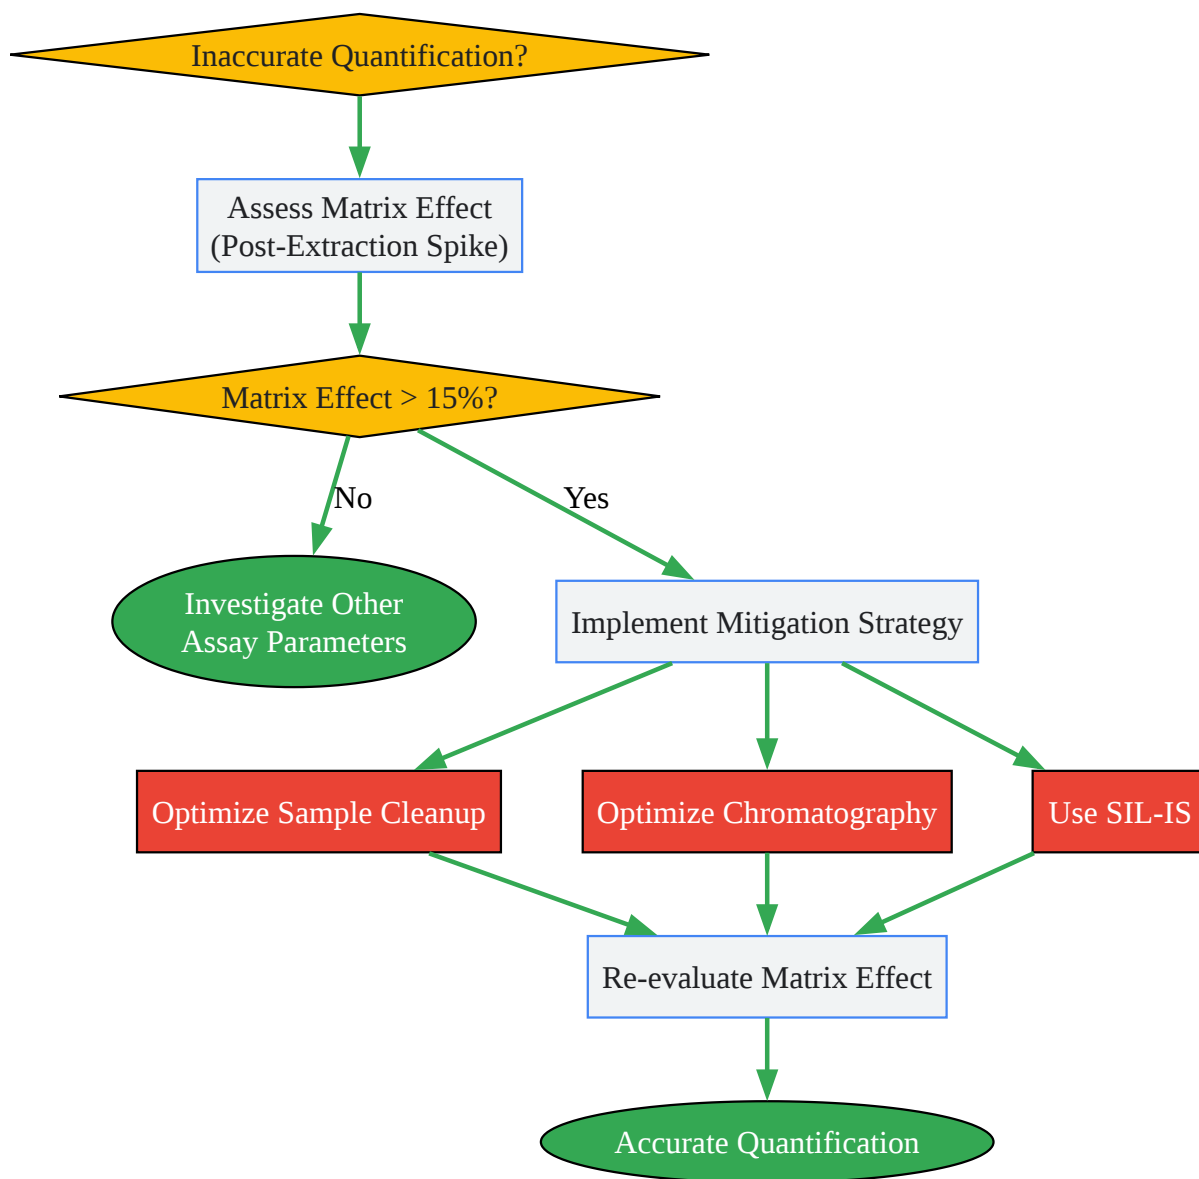 Inaccurate Quantification?
Assess Matrix Effect
(Post-Extraction Spike)
Matrix Effect > 15%?
No
Yes
Investigate Other
Assay Parameters
Implement Mitigation Strategy
Optimize Sample Cleanup
Optimize Chromatography
Use SIL-IS
Re-evaluate Matrix Effect
Accurate Quantification